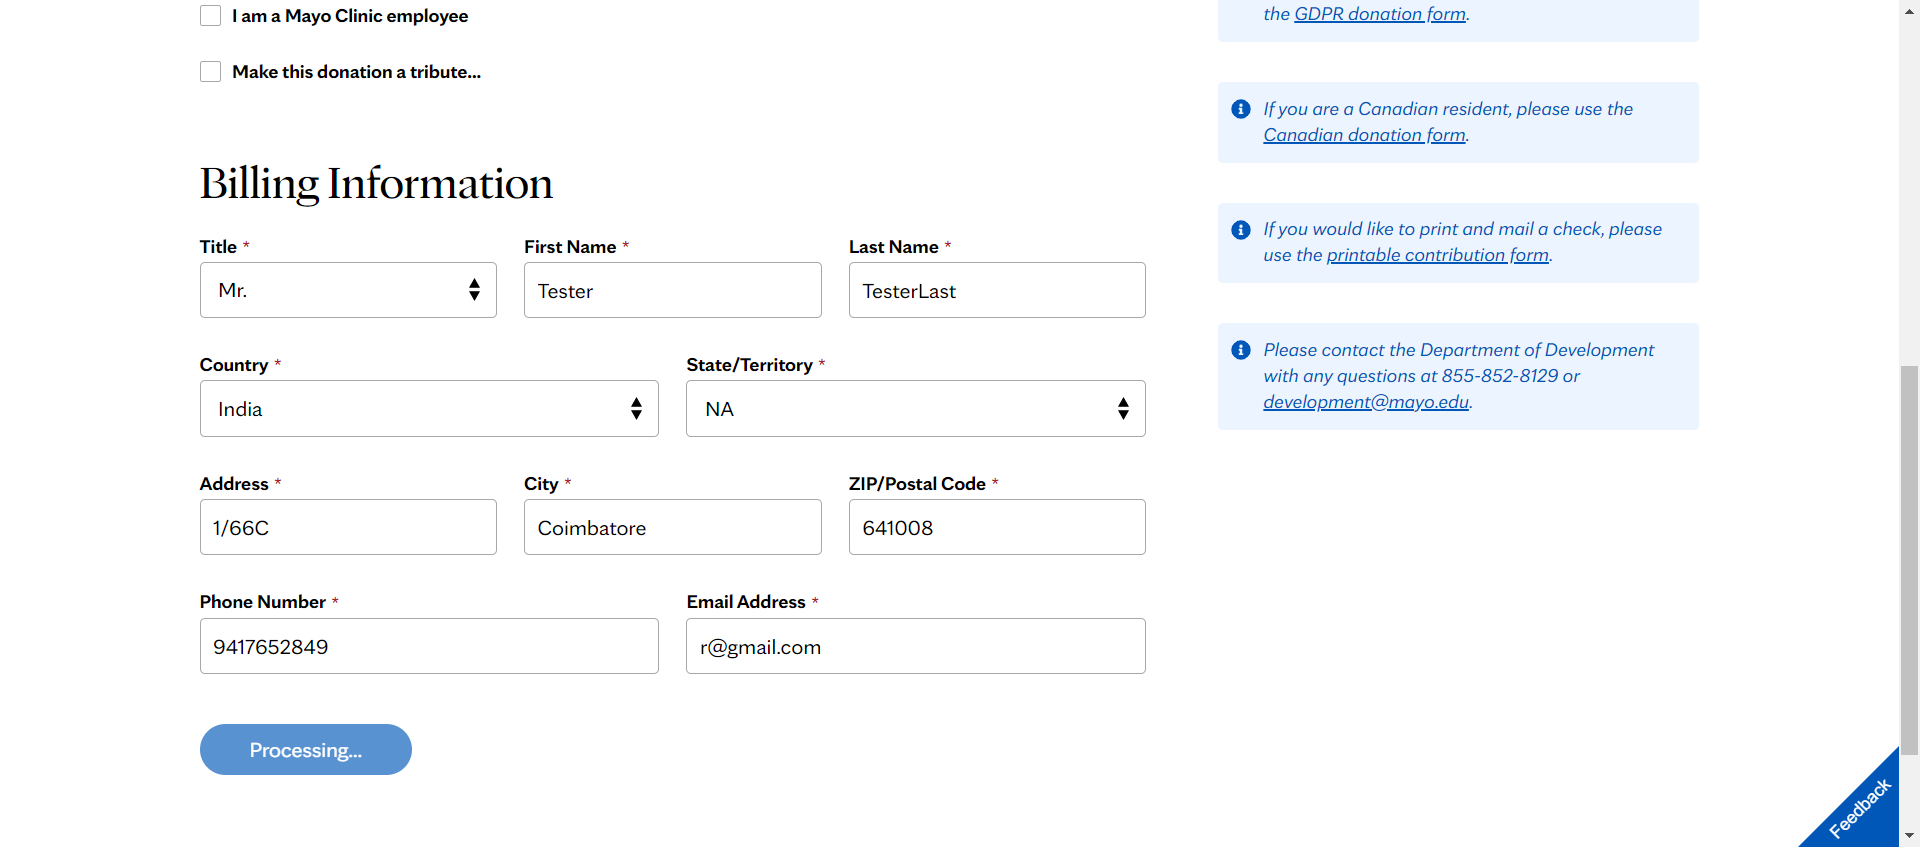 I am a Mayo Clinic employee
Make this donation a tribute...
Billing Information
Title *
First Name *
Last Name *
Mr.
Tester
TesterLast
Country *
State/Territory *
India
NA
Address *
City *
ZIP/Postal Code *
1/66C
Coimbatore
641008
Phone Number *
Email Address *
9417652849
r@gmail.com
Processing...
the GDPR donation form.
If you are a Canadian resident, please use the
Canadian donation form.
If you would like to print and mail a check, please
use the printable contribution form.
Please contact the Department of Development
with any questions at 855-852-8129 or
development@mayo.edu.
Feedback